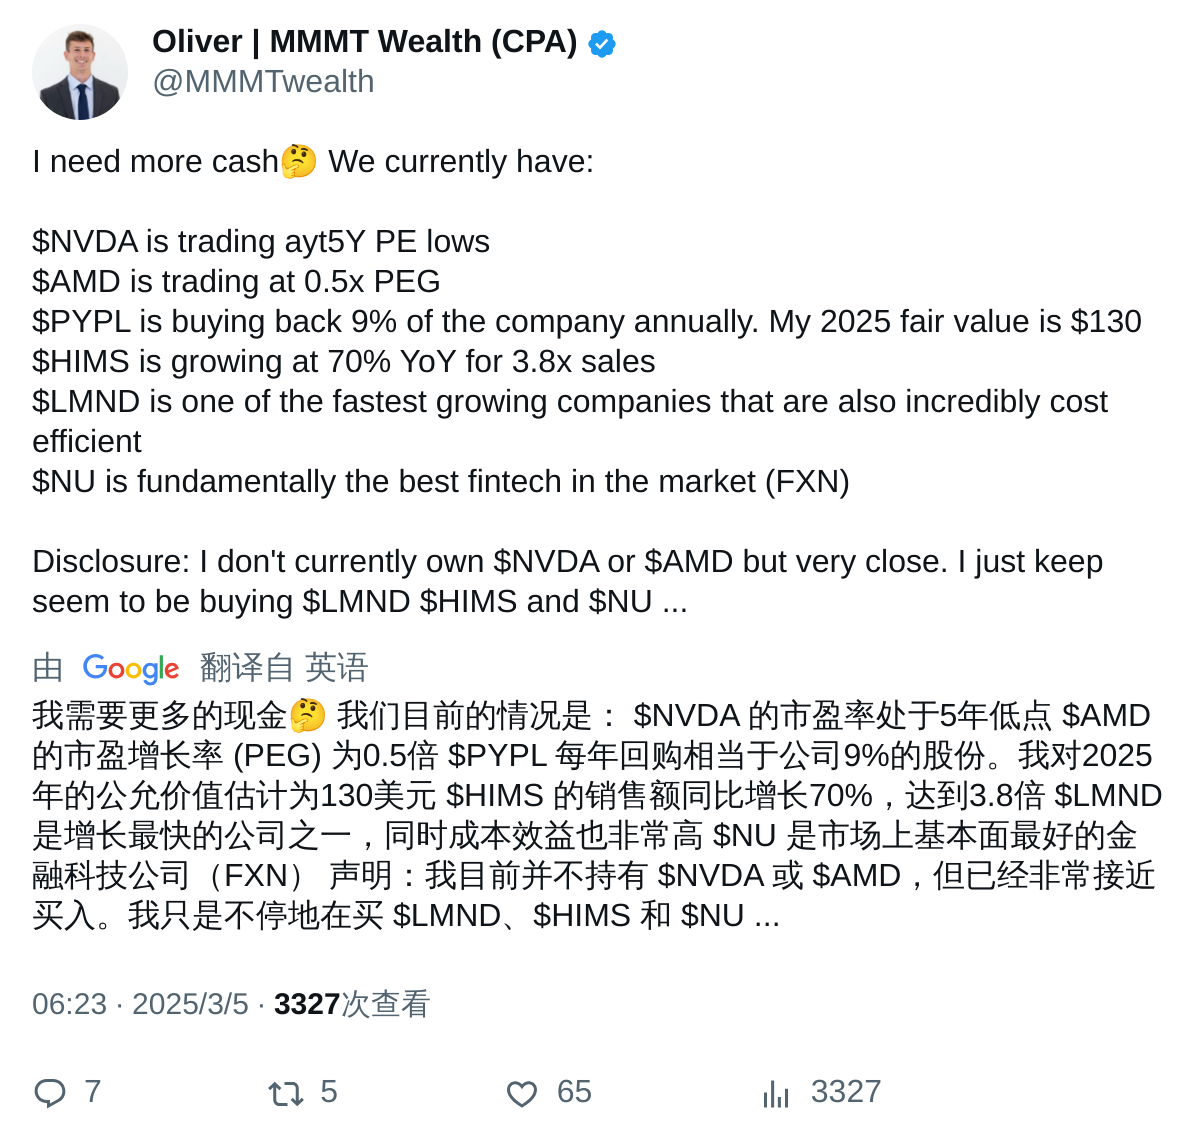 Oliver | MMMT Wealth (CPA)
@MMMTwealth
I need more cash🤔 We currently have:
$NVDA is trading ayt5Y PE lows
$AMD is trading at 0.5x PEG
$PYPL is buying back 9% of the company annually. My 2025 fair value is $130
$HIMS is growing at 70% YoY for 3.8x sales
$LMND is one of the fastest growing companies that are also incredibly cost
efficient
$NU is fundamentally the best fintech in the market (FXN)
Disclosure: I don't currently own $NVDA or $AMD but very close. I just keep
seem to be buying $LMND $HIMS and $NU ...
由 Google 翻译自 英语
我需要更多的现金🤔 我们目前的情况是： $NVDA 的市盈率处于5年低点 $AMD
的市盈增长率 (PEG) 为0.5倍 $PYPL 每年回购相当于公司9%的股份。我对2025
年的公允价值估计为130美元 $HIMS 的销售额同比增长70%，达到3.8倍 $LMND
是增长最快的公司之一，同时成本效益也非常高 $NU 是市场上基本面最好的金
融科技公司（FXN） 声明：我目前并不持有 $NVDA 或 $AMD，但已经非常接近
买入。我只是不停地在买 $LMND、$HIMS 和 $NU ...
06:23 · 2025/3/5 · 3327次查看
7 5 65 3327